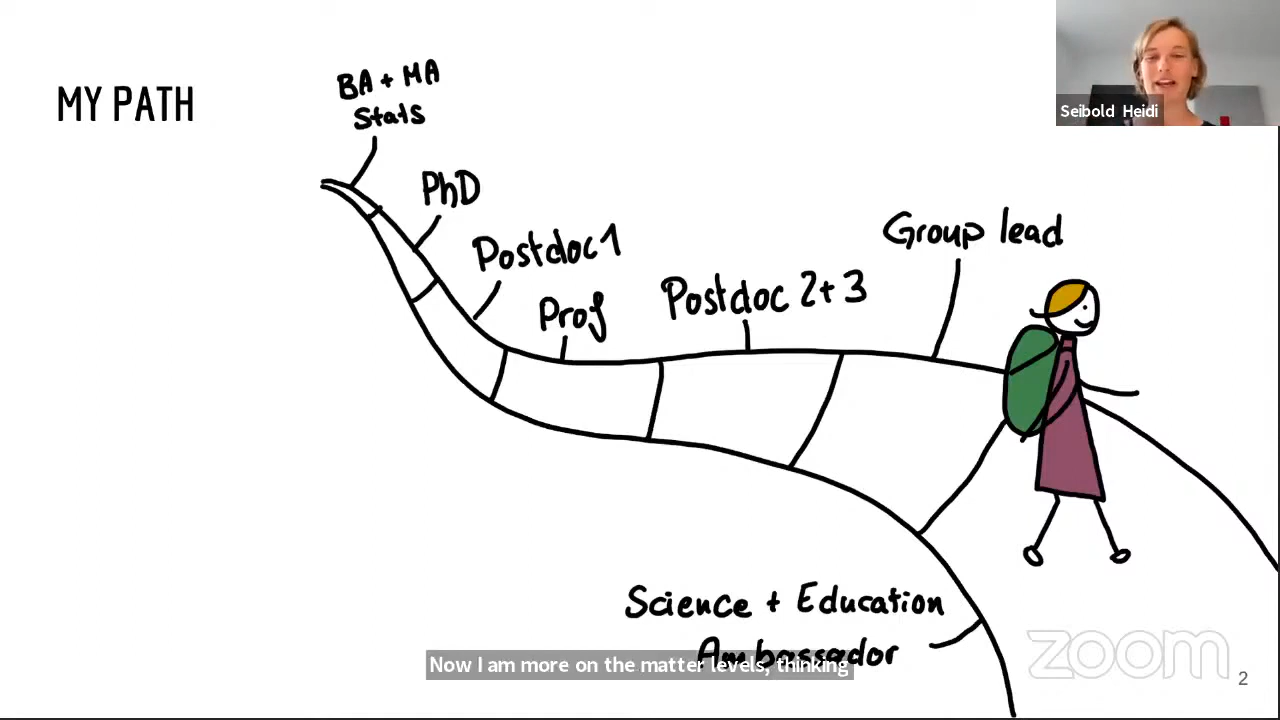 MY PATH
BA + MA
Stats
PhD
Postdoc 1
Prof
Postdoc 2+3
Group lead
Science + Education
Ambassador
Now I am more on the matter levels, thinking
Seibold Heidi
zoom
2